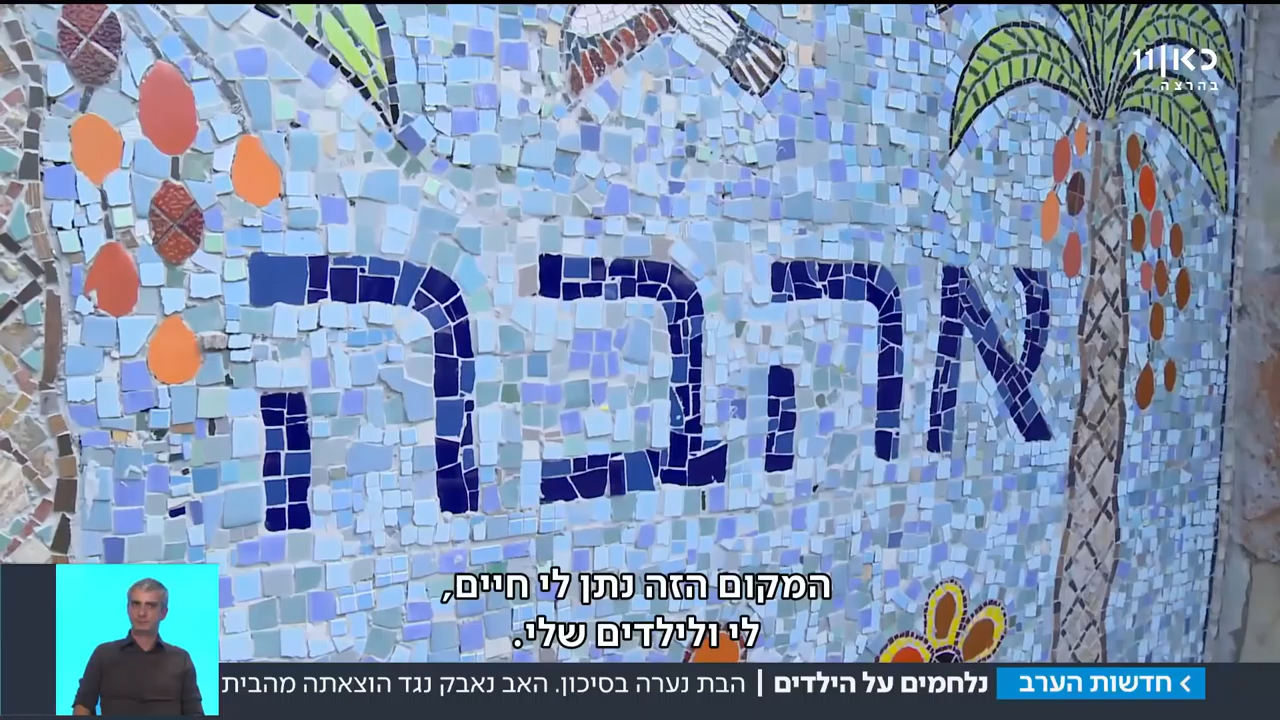 כאן 11
בהרצה
אהבה
המקום הזה נתן לי חיים,
לי ולילדים שלי.
חדשות הערב
נלחמים על הילדים | הבת נערה בסיכון. האב נאבק נגד הוצאתה מהבית